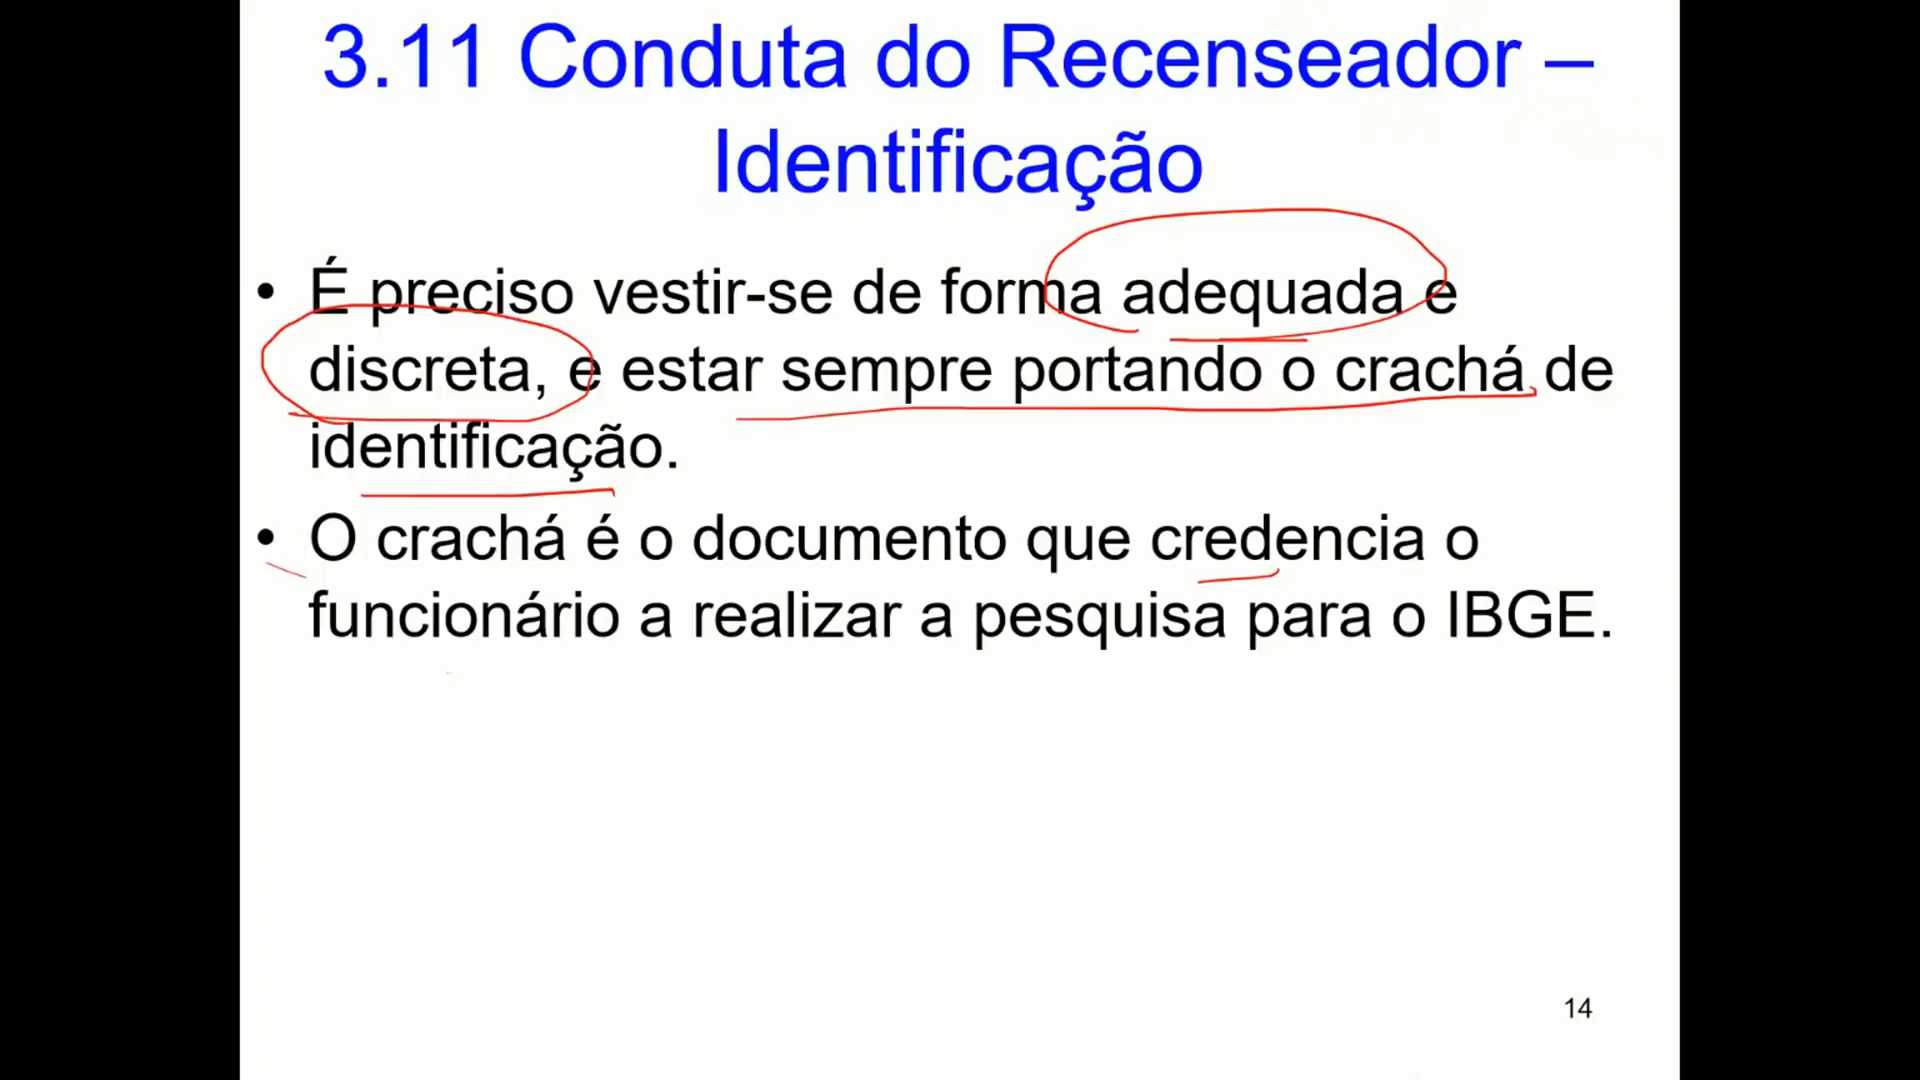 3.11 Conduta do Recenseador –
Identificação
• É preciso vestir-se de forma adequada e
discreta, e estar sempre portando o crachá de
identificação.
• O crachá é o documento que credencia o
funcionário a realizar a pesquisa para o IBGE.
14